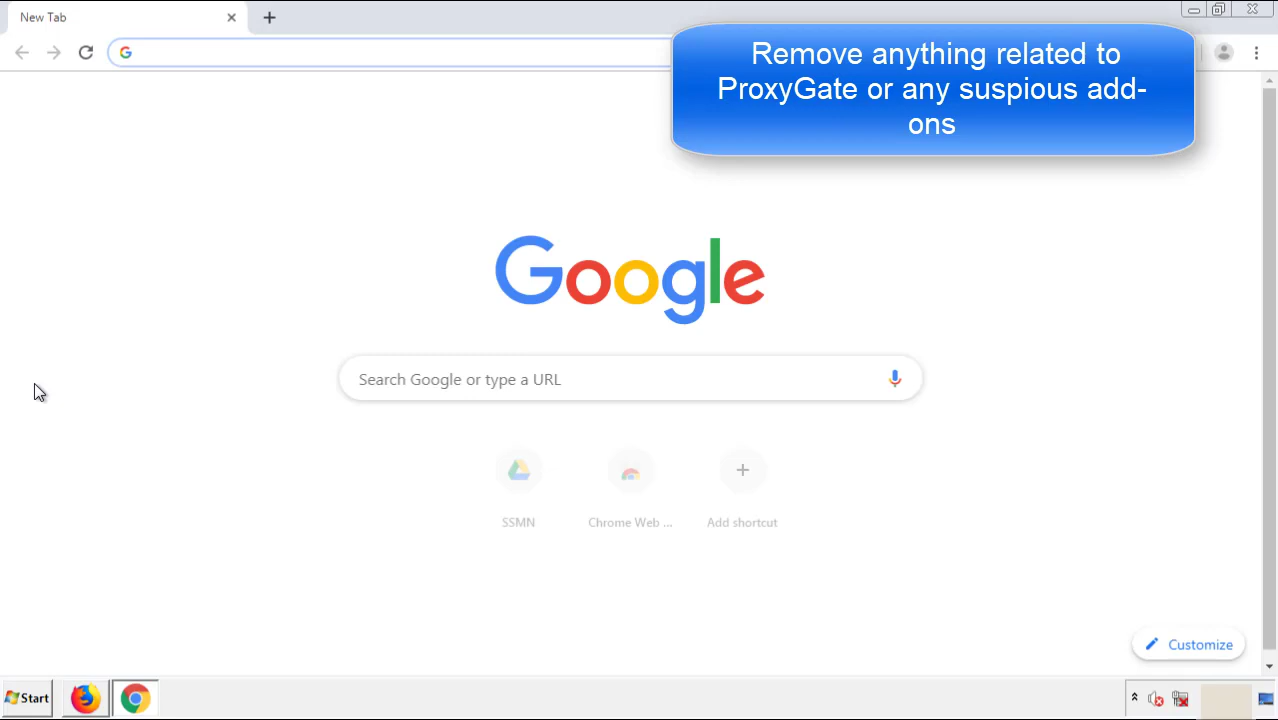 New Tab
Remove anything related to
ProxyGate or any suspious add-
ons
Google
Search Google or type a URL
SSMN
Chrome Web ...
Add shortcut
Customize
Start